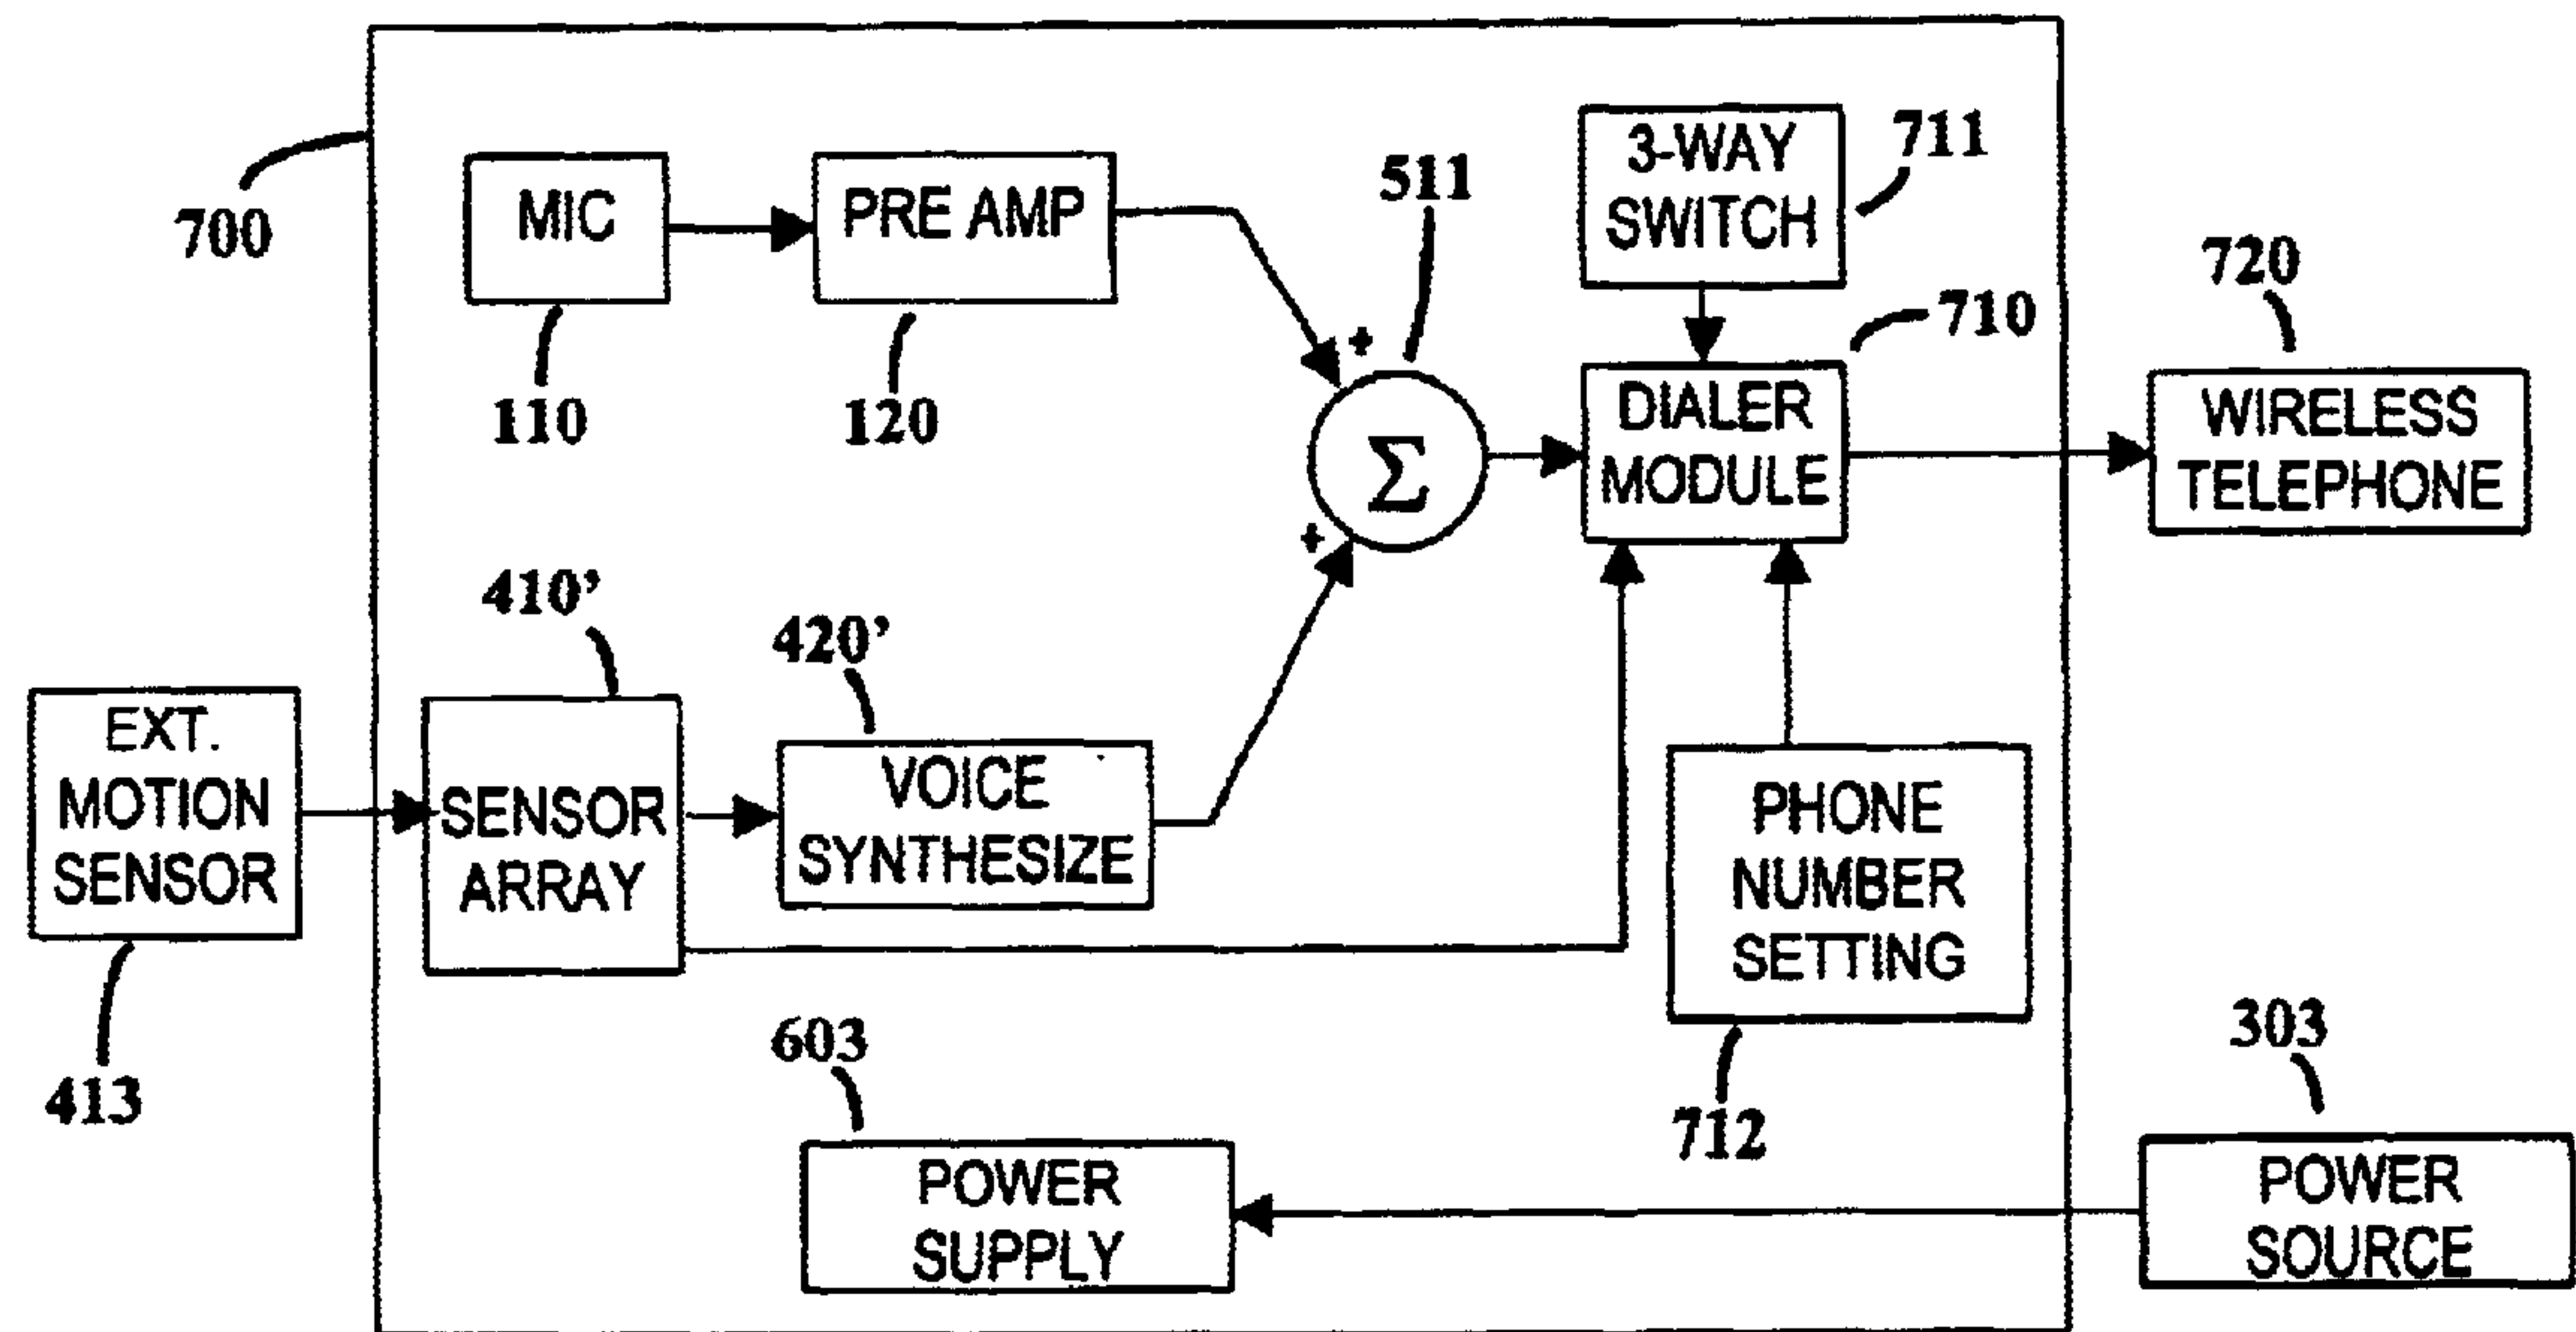 700
MIC
110
PRE AMP
120
+
511
Σ
+
3-WAY
SWITCH
711
DIALER
MODULE
710
720
WIRELESS
TELEPHONE
EXT.
MOTION
SENSOR
413
410’
SENSOR
ARRAY
420’
VOICE
SYNTHESIZE
PHONE
NUMBER
SETTING
712
603
POWER
SUPPLY
303
POWER
SOURCE